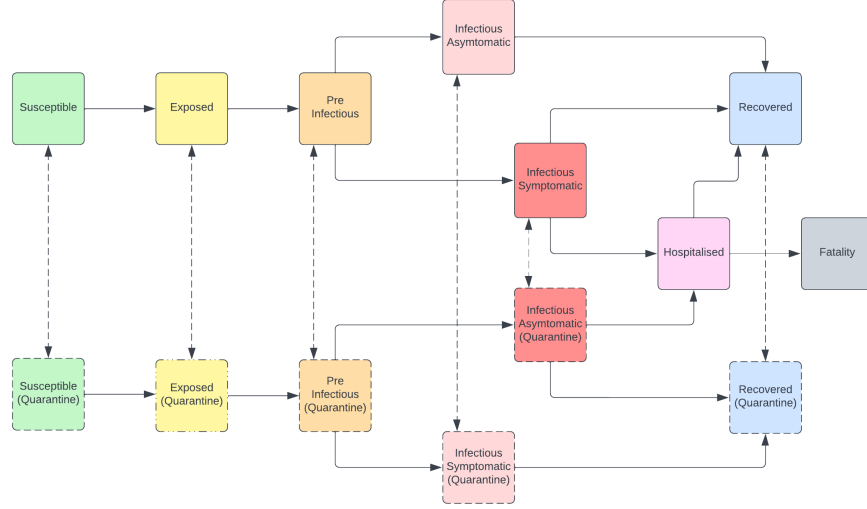 Infectious
Asymtomatic
Susceptible
Exposed
Pre
Infectious
Recovered
Infectious
Symptomatic
Hospitalised
Fatality
Infectious
Asymtomatic
(Quarantine)
Susceptible
(Quarantine)
Exposed
(Quarantine)
Pre
Infectious
(Quarantine)
Recovered
(Quarantine)
Infectious
Symptomatic
(Quarantine)